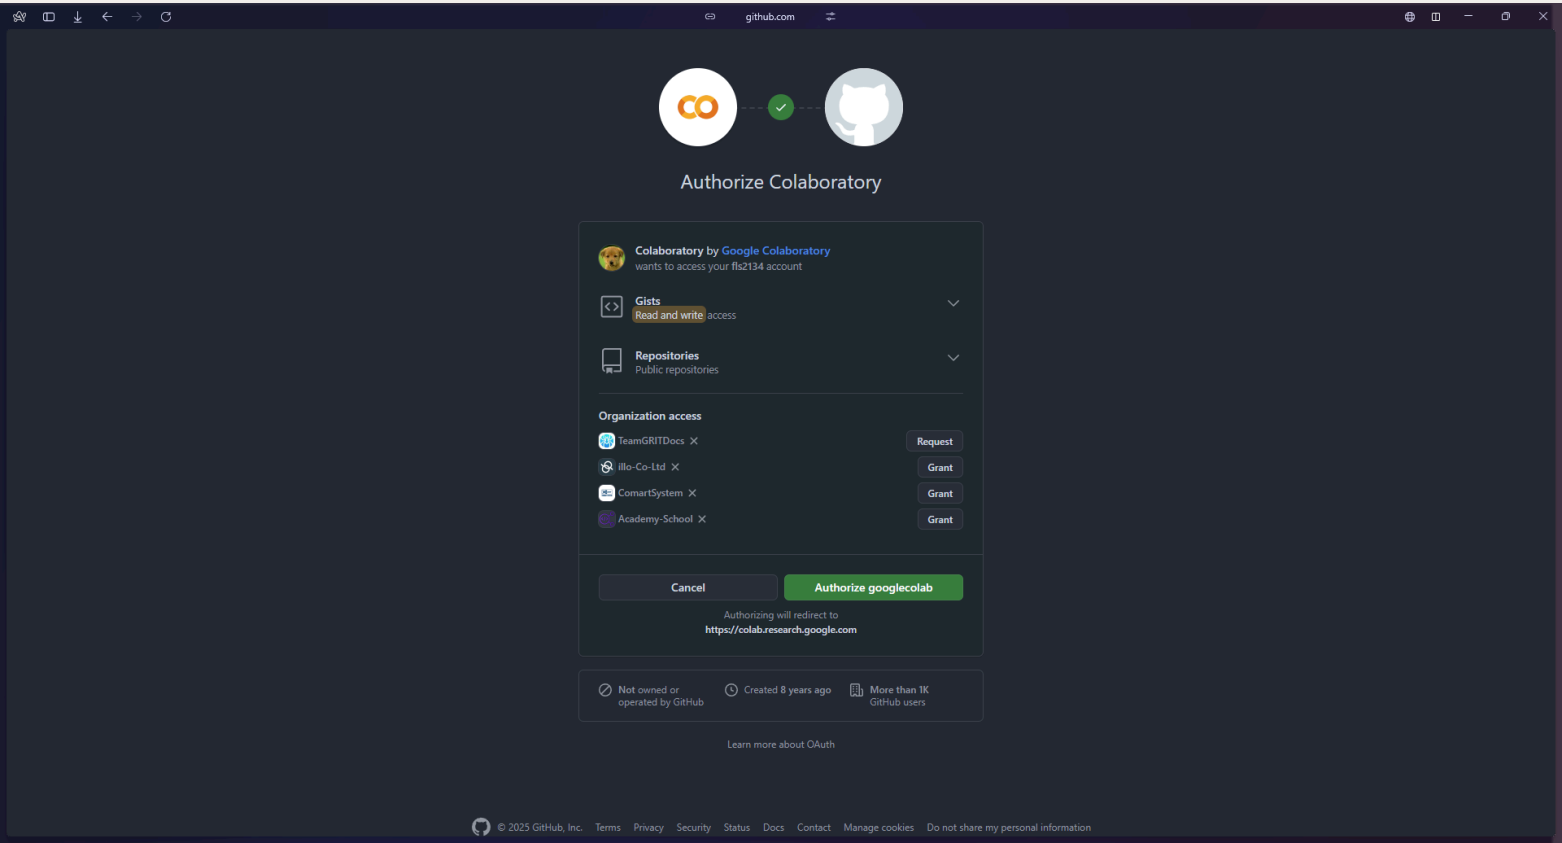 github.com
Authorize Colaboratory
Colaboratory by Google Colaboratory
wants to access your fls2134 account
Gists
Read and write access
Repositories
Public repositories
Organization access
TeamGRITDocs
Request
illo-Co-Ltd
Grant
ComartSystem
Grant
Academy-School
Grant
Cancel
Authorize googlecolab
Authorizing will redirect to
https://colab.research.google.com
Not owned or
operated by GitHub
Created 8 years ago
More than 1K
GitHub users
Learn more about OAuth
© 2025 GitHub, Inc. Terms Privacy Security Status Docs Contact Manage cookies Do not share my personal information